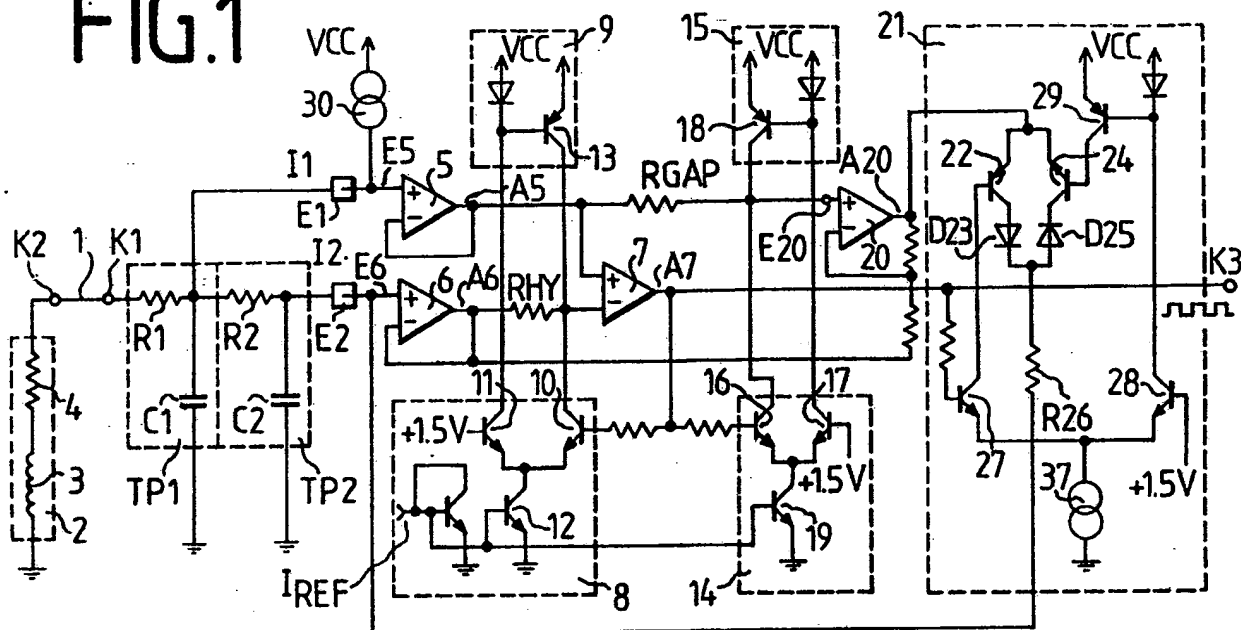 FIG.1
VCC
30
I1
E5
5
A5
E1
K2
1
K1
R1
R2
I2
E6
6
A6
E2
RHY
C1
C2
4
3
2
TP1
TP2
VCC
9
13
RGAP
7
A7
15
VCC
18
A20
E20
20
21
VCC
29
22
24
D23
D25
K3
11
10
+1.5V
12
IREF
8
16
17
+1.5V
19
14
R26
27
28
37
+1.5V